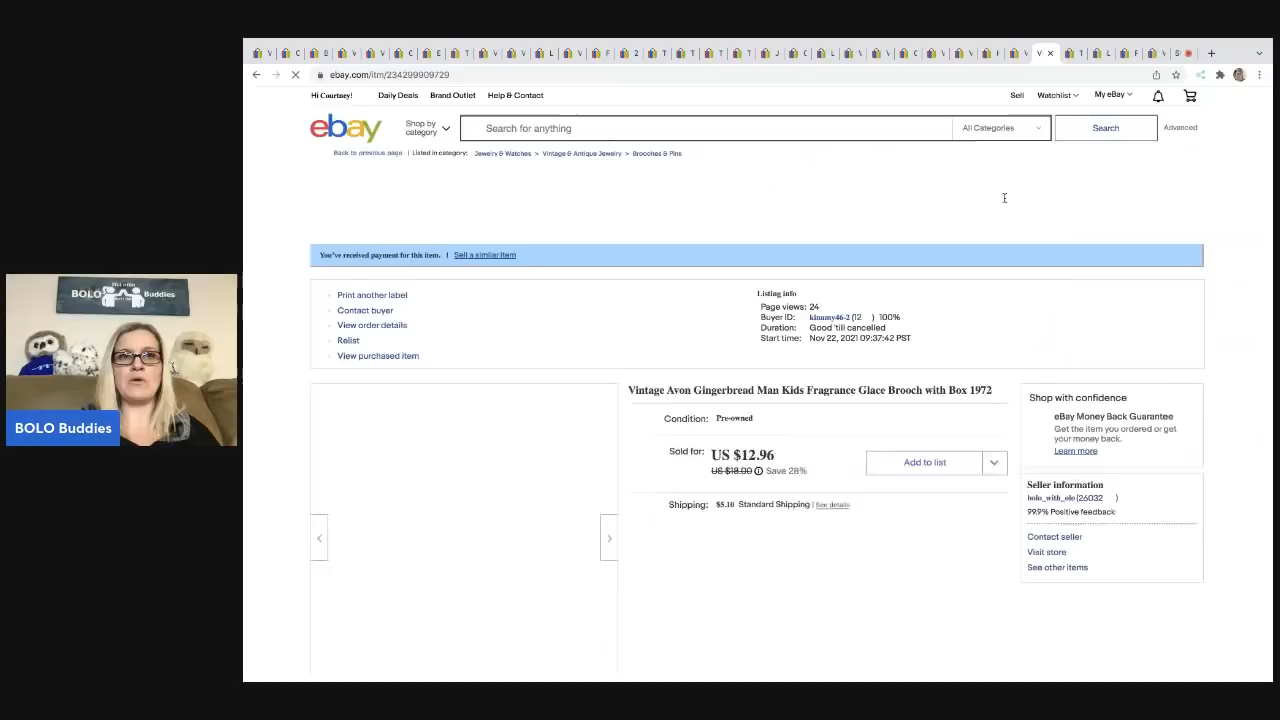 ebay.com/itm/234299909729
Hi Courtney! Daily Deals Brand Outlet Help & Contact Sell Watchlist My eBay
ebay Shop by category Search for anything All Categories Search Advanced
Back to previous page | Listed in category: Jewelry & Watches > Vintage & Antique Jewelry > Brooches & Pins
You've received payment for this item. | Sell a similar item
Print another label
Contact buyer
View order details
Relist
View purchased item
Listing info
Page views: 24
Buyer ID: kinamy46-2 (12 ) 100%
Duration: Good 'till cancelled
Start time: Nov 22, 2021 09:37:42 PST
Vintage Avon Gingerbread Man Kids Fragrance Glace Brooch with Box 1972
Condition: Pre-owned
Sold for: US $12.96
US $18.00 Save 28%
Add to list
Shipping: $5.10 Standard Shipping | See details
Shop with confidence
eBay Money Back Guarantee
Get the item you ordered or get
your money back.
Learn more
Seller information
bolo_with_olo (26032 )
99.9% Positive feedback
Contact seller
Visit store
See other items
BOLO Buddies
BOLO Buddies